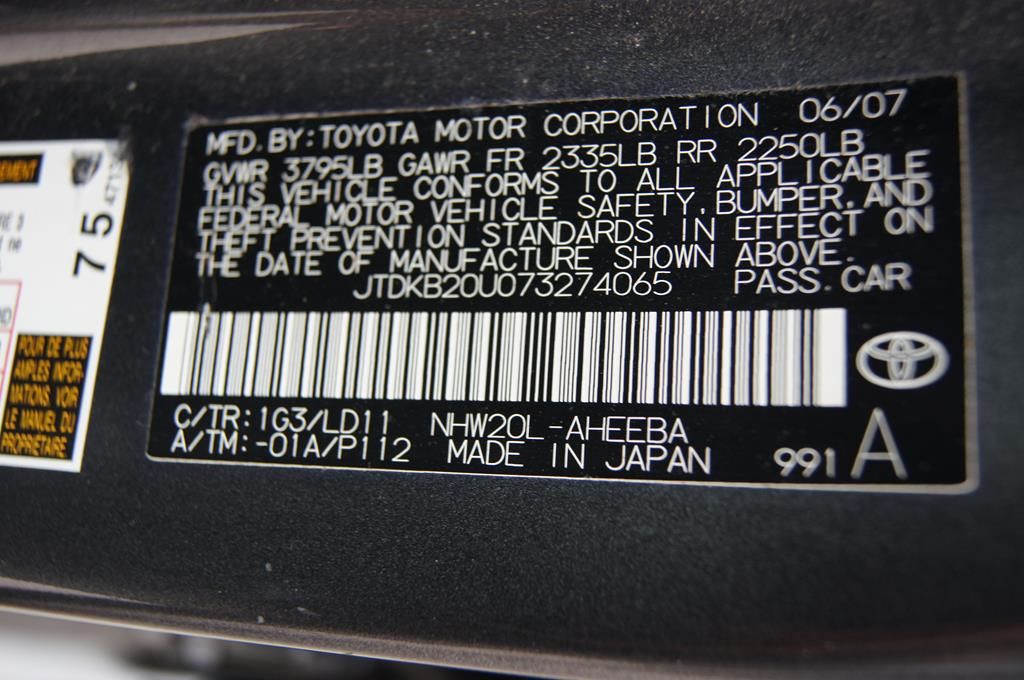 MFD. BY: TOYOTA MOTOR CORPORATION 06/07
GVWR 3795LB GAWR FR 2335LB RR 2250LB
THIS VEHICLE CONFORMS TO ALL APPLICABLE
FEDERAL MOTOR VEHICLE SAFETY, BUMPER, AND
THEFT PREVENTION STANDARDS IN EFFECT ON
THE DATE OF MANUFACTURE SHOWN ABOVE.
JTDKB20U073274065 PASS. CAR
C/TR: 1G3/LD11 NHW20L-AHEEBA
A/TM: -01A/P112 MADE IN JAPAN 991 A
75
POUR DE PLUS
AMPLES INFOR-
MATIONS, VOIR
LE MANUEL DU
PROPRIÉTAIRE